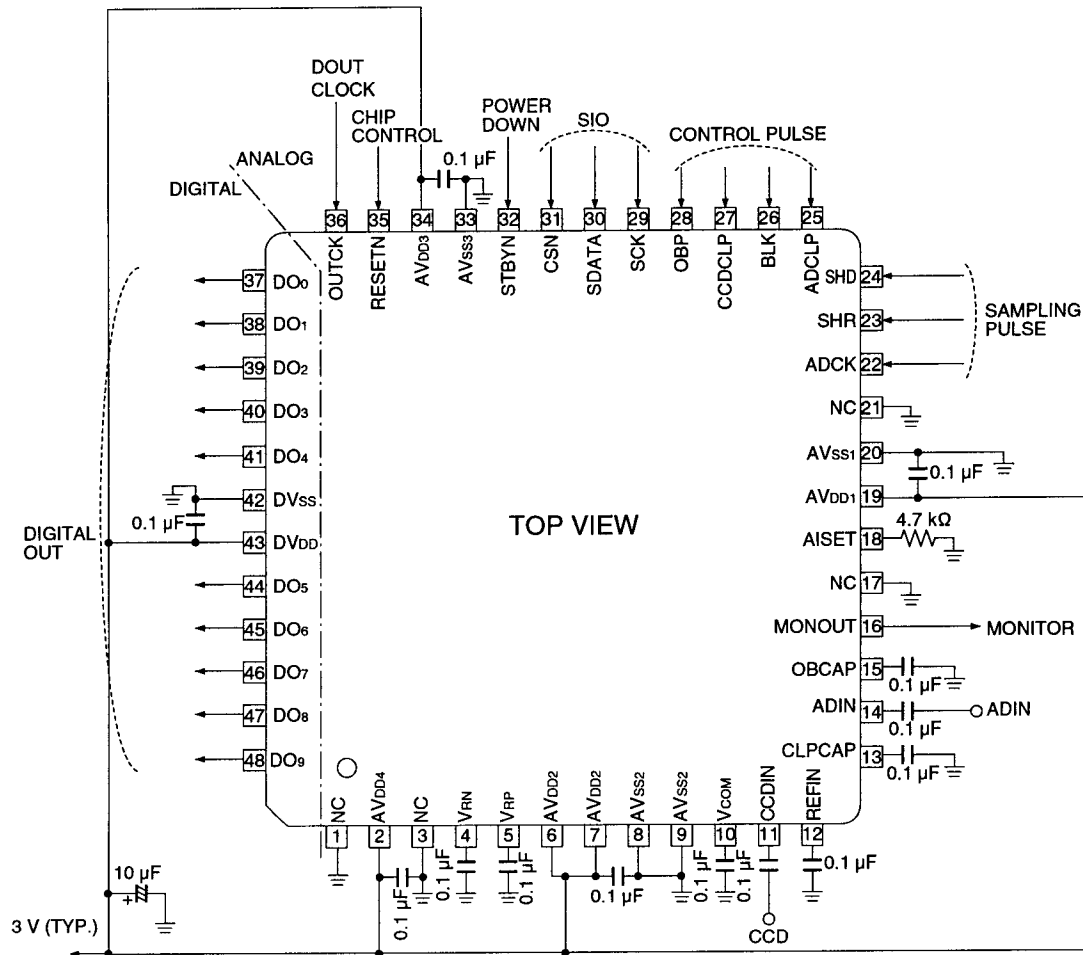 DOUT
CLOCK
CHIP
CONTROL
POWER
DOWN
SIO
CONTROL PULSE
0.1 µF
ANALOG
DIGITAL
36
35
34
33
32
31
30
29
28
27
26
25
OUTCK
RESETN
AVDD3
AVSS3
STBYN
CSN
SDATA
SCK
OBP
CCDCLP
BLK
ADCLP
37 DO0
38 DO1
39 DO2
40 DO3
41 DO4
42 DVSS
0.1 µF
43 DVDD
DIGITAL
OUT
44 DO5
45 DO6
46 DO7
47 DO8
48 DO9
TOP VIEW
SHD 24
SHR 23
SAMPLING
PULSE
ADCK 22
NC 21
AVSS1 20
0.1 µF
AVDD1 19
4.7 kΩ
AISET 18
NC 17
MONOUT 16
MONITOR
OBCAP 15
0.1 µF
ADIN 14
ADIN
0.1 µF
CLPCAP 13
0.1 µF
NC
AVDD4
NC
VRN
VRP
AVDD2
AVDD2
AVSS2
AVSS2
VCOM
CCDIN
REFIN
1
2
3
4
5
6
7
8
9
10
11
12
0.1 µF
0.1 µF
0.1 µF
0.1 µF
0.1 µF
0.1 µF
0.1 µF
CCD
10 µF
+
3 V (TYP.)